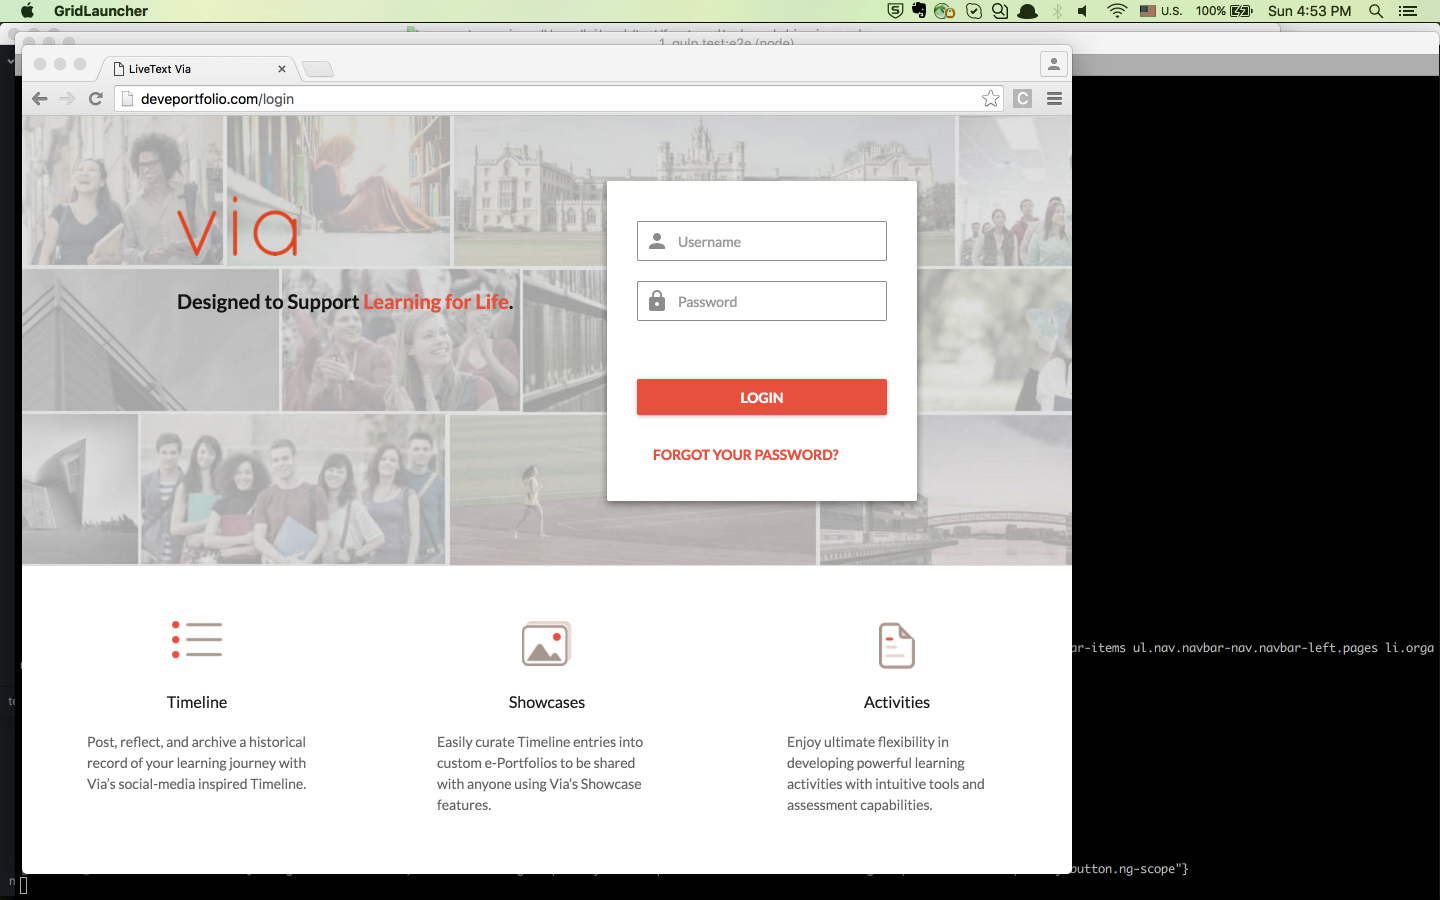 GridLauncher
U.S. 100% Sun 4:53 PM
1. gulp test:e2e (node)
LiveText Via
deveportfolio.com/login
C
via
Designed to Support Learning for Life.
Username
Password
LOGIN
FORGOT YOUR PASSWORD?
ar-items ul.nav.navbar-nav.navbar-left.pages li.orga
Timeline
Showcases
Activities
Post, reflect, and archive a historical
record of your learning journey with
Via's social-media inspired Timeline.
Easily curate Timeline entries into
custom e-Portfolios to be shared
with anyone using Via's Showcase
features.
Enjoy ultimate flexibility in
developing powerful learning
activities with intuitive tools and
assessment capabilities.
button.ng-scope"}